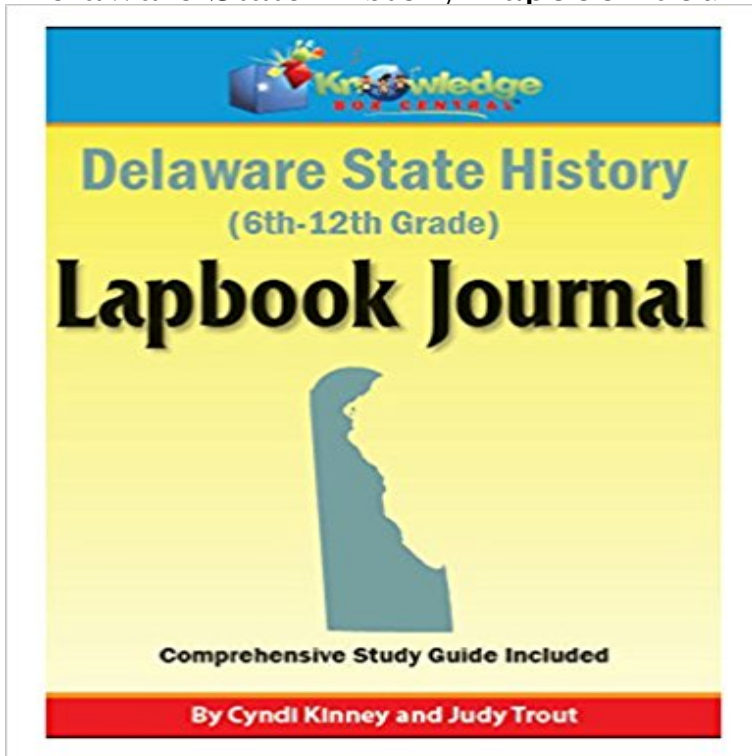 Knowledge
BOX CENTRAL
Delaware State History
(6th-12th Grade)
Lapbook Journal
Comprehensive Study Guide Included
By Cyndi Kinney and Judy Trout